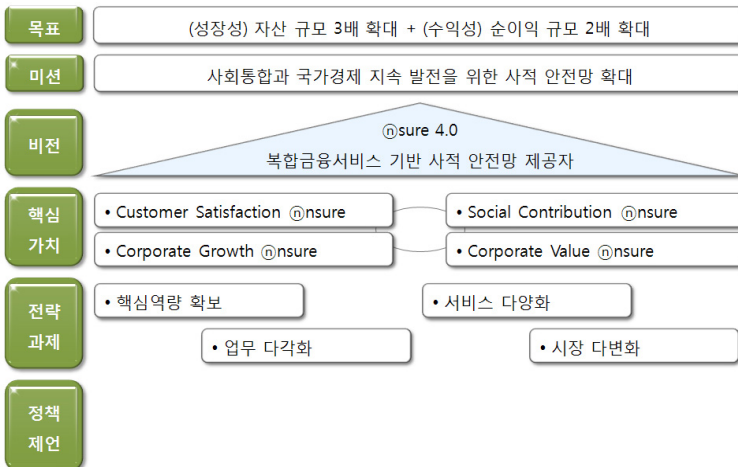 목표
(성장성) 자산 규모 3배 확대 + (수익성) 순이익 규모 2배 확대
미션
사회통합과 국가경제 지속 발전을 위한 사적 안전망 확대
비전
ⓝsure 4.0
복합금융서비스 기반 사적 안전망 제공자
핵심
가치
• Customer Satisfaction ⓝnsure
• Social Contribution ⓝnsure
• Corporate Growth ⓝnsure
• Corporate Value ⓝnsure
전략
과제
• 핵심역량 확보
• 서비스 다양화
• 업무 다각화
• 시장 다변화
정책
제언